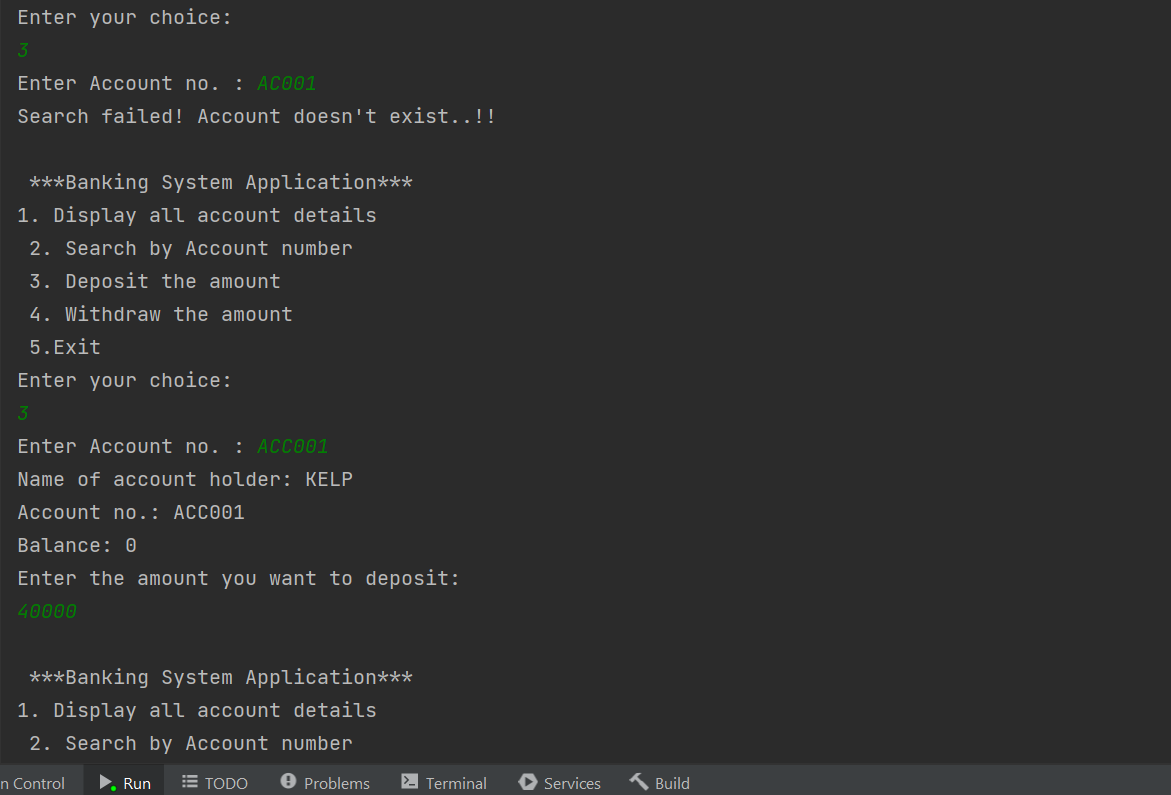 Enter your choice:
3
Enter Account no. : AC001
Search failed! Account doesn't exist..!!
***Banking System Application***
1. Display all account details
2. Search by Account number
3. Deposit the amount
4. Withdraw the amount
5.Exit
Enter your choice:
3
Enter Account no. : ACC001
Name of account holder: KELP
Account no.: ACC001
Balance: 0
Enter the amount you want to deposit:
40000
***Banking System Application***
1. Display all account details
2. Search by Account number
n Control Run TODO Problems Terminal Services Build